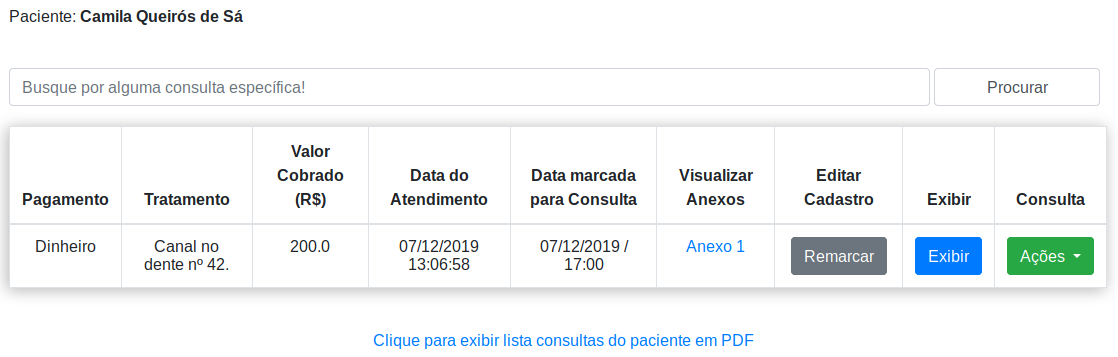 Paciente: Camila Queirós de Sá
Busque por alguma consulta específica!
Procurar
Pagamento
Tratamento
Valor
Cobrado
(R$)
Data do
Atendimento
Data marcada
para Consulta
Visualizar
Anexos
Editar
Cadastro
Exibir
Consulta
Dinheiro
Canal no
dente nº 42.
200.0
07/12/2019
13:06:58
07/12/2019 /
17:00
Anexo 1
Remarcar
Exibir
Ações
Clique para exibir lista consultas do paciente em PDF